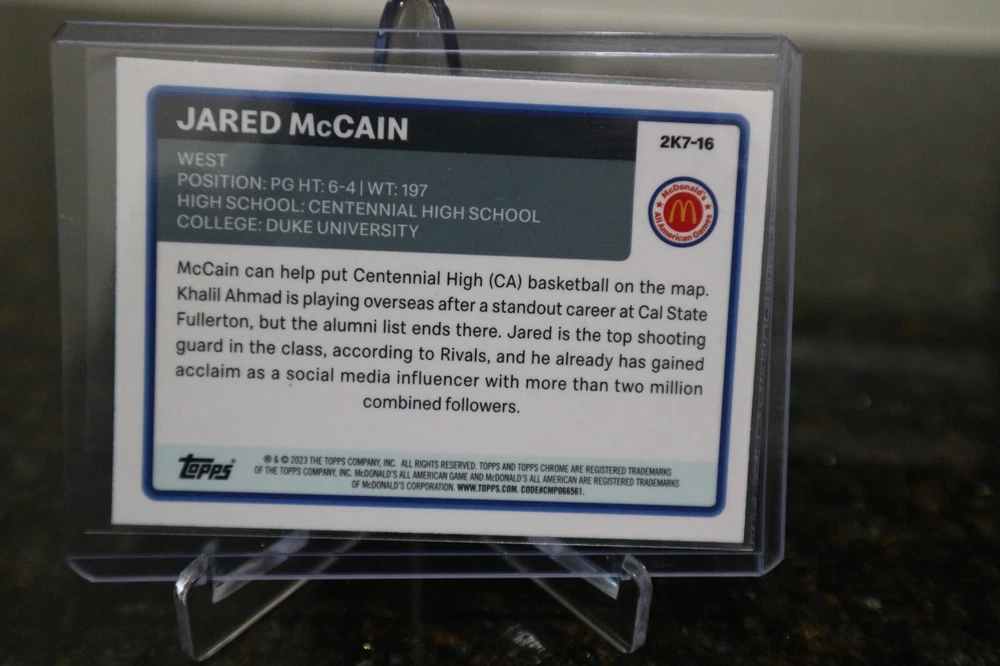 JARED McCAIN
2K7-16
WEST
POSITION: PG HT: 6-4 | WT: 197
HIGH SCHOOL: CENTENNIAL HIGH SCHOOL
COLLEGE: DUKE UNIVERSITY
McDonald's
M
All American Games
McCain can help put Centennial High (CA) basketball on the map.
Khalil Ahmad is playing overseas after a standout career at Cal State
Fullerton, but the alumni list ends there. Jared is the top shooting
guard in the class, according to Rivals, and he already has gained
acclaim as a social media influencer with more than two million
combined followers.
topps
® & © 2023 THE TOPPS COMPANY, INC. ALL RIGHTS RESERVED. TOPPS AND TOPPS CHROME ARE REGISTERED TRADEMARKS
OF THE TOPPS COMPANY, INC. McDONALD'S ALL AMERICAN GAME AND McDONALD'S ALL AMERICAN ARE REGISTERED TRADEMARKS
OF McDONALD'S CORPORATION. WWW.TOPPS.COM. CODE#CMP066561.